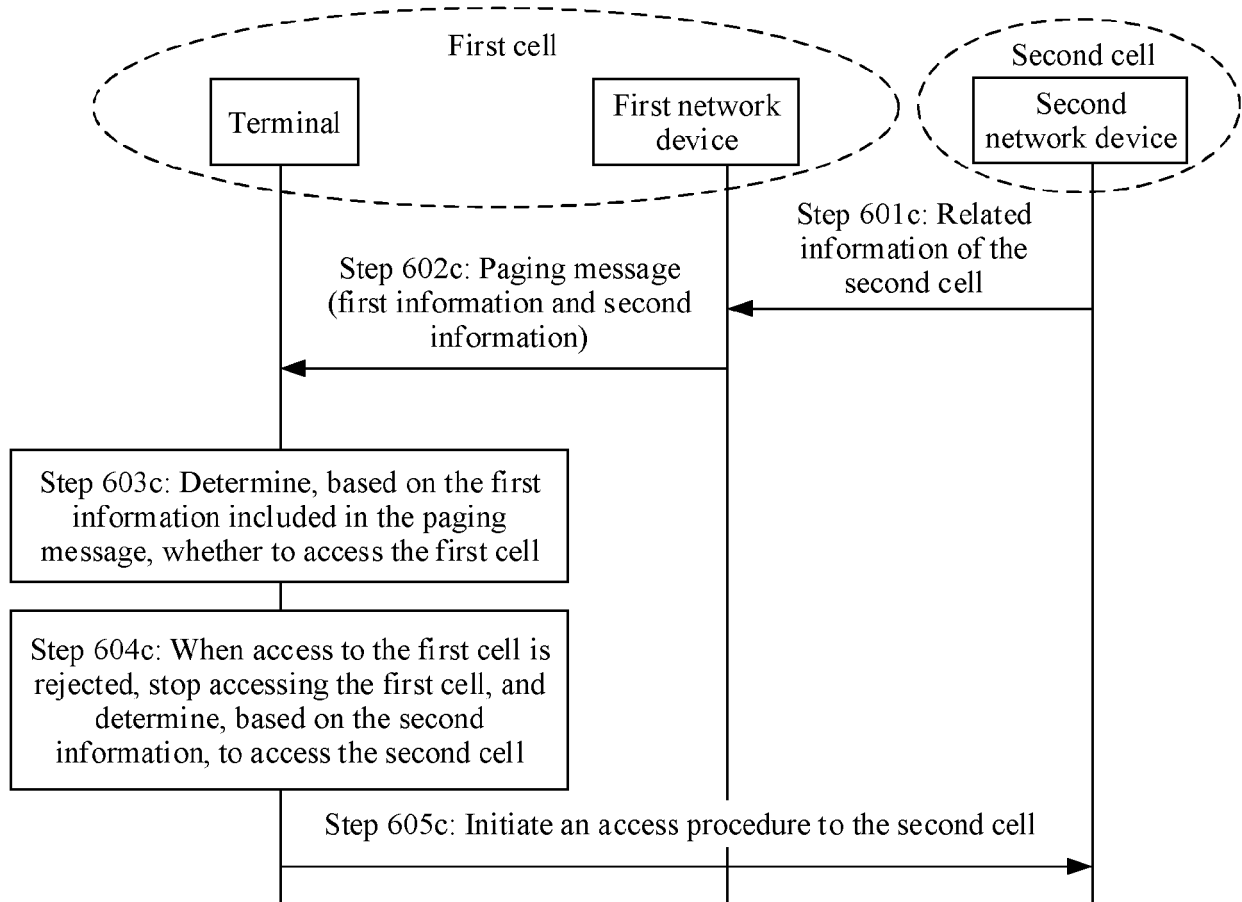 First cell
Second cell
Terminal
First network
device
Second
network device
Step 601c: Related
information of the
second cell
Step 602c: Paging message
(first information and second
information)
Step 603c: Determine, based on the first
information included in the paging
message, whether to access the first cell
Step 604c: When access to the first cell is
rejected, stop accessing the first cell, and
determine, based on the second
information, to access the second cell
Step 605c: Initiate an access procedure to the second cell